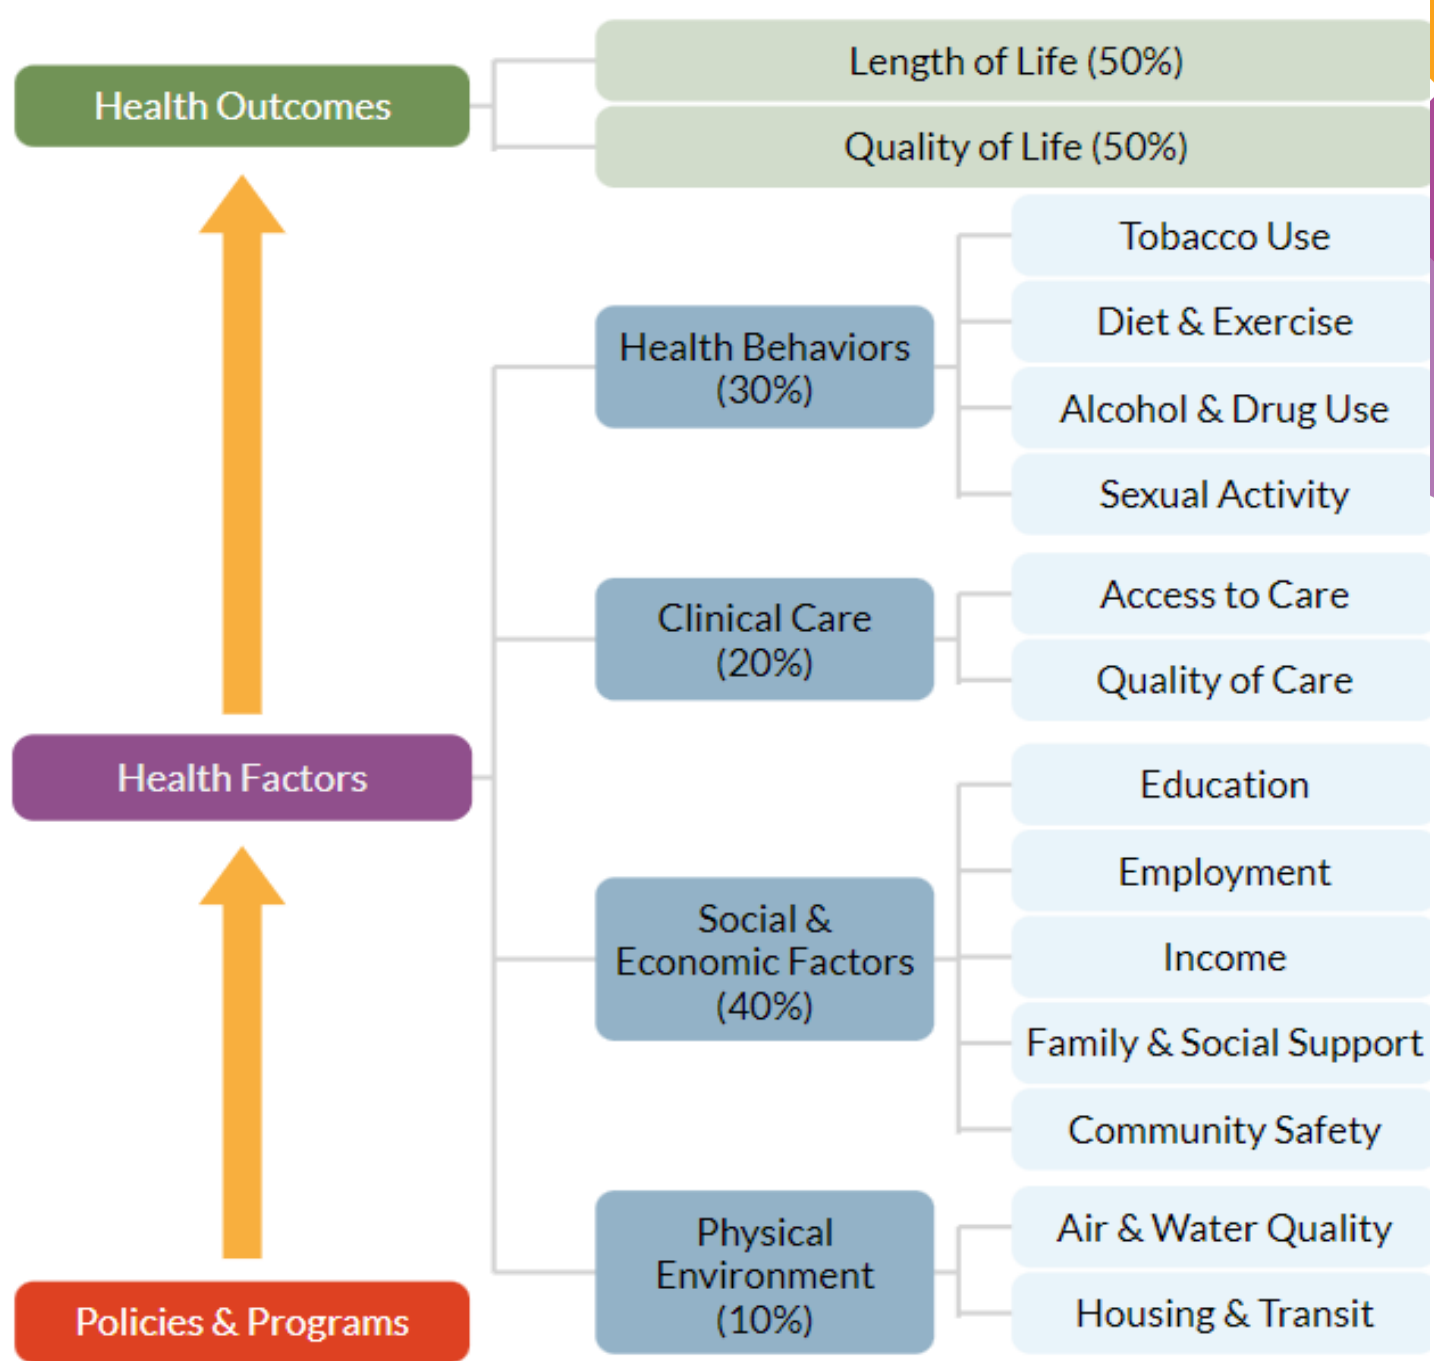 Health Outcomes
Length of Life (50%)
Quality of Life (50%)
Health Factors
Health Behaviors
(30%)
Tobacco Use
Diet & Exercise
Alcohol & Drug Use
Sexual Activity
Clinical Care
(20%)
Access to Care
Quality of Care
Social &
Economic Factors
(40%)
Education
Employment
Income
Family & Social Support
Community Safety
Physical
Environment
(10%)
Air & Water Quality
Housing & Transit
Policies & Programs